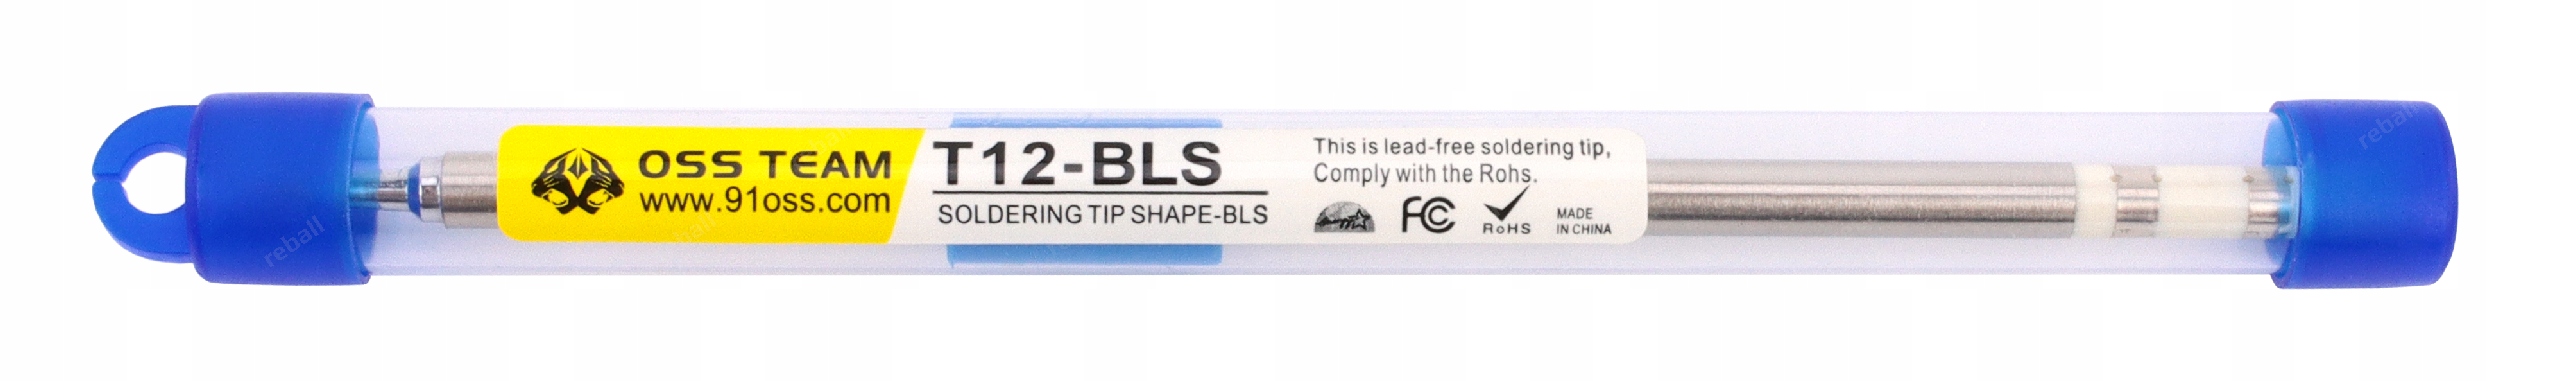 OSS TEAM
www.91oss.com
T12-BLS
SOLDERING TIP SHAPE-BLS
This is lead-free soldering tip,
Comply with the Rohs.
FC
RoHS
MADE
IN CHINA
reball
reball
reball